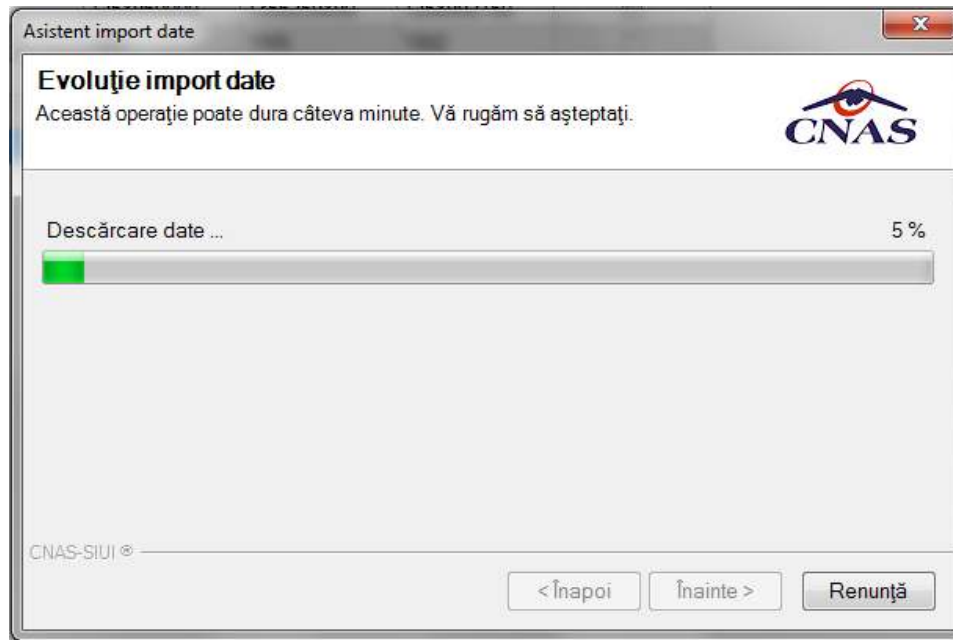 Asistent import date
Evoluţie import date
Această operaţie poate dura câteva minute. Vă rugăm să aşteptaţi.
CNAS
Descărcare date ... 5 %
CNAS-SIUI ®
< Înapoi Înainte > Renunţă